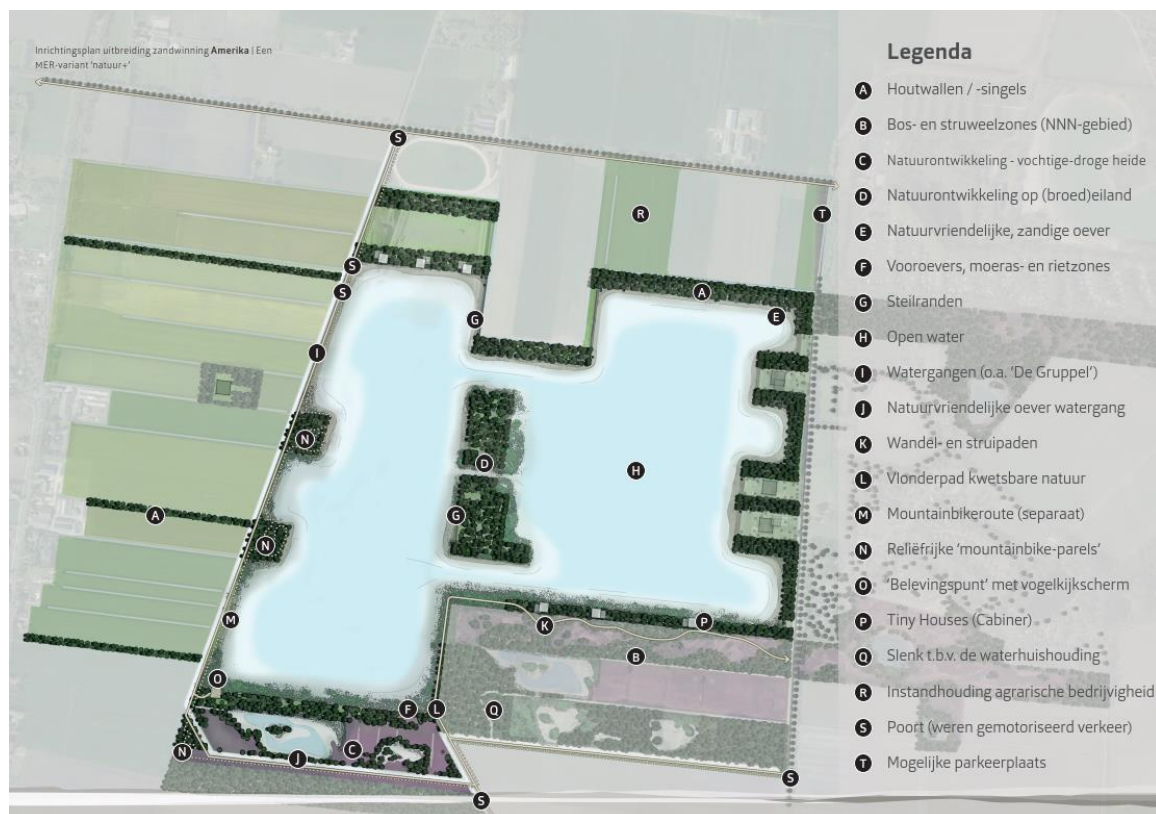 Inrichtingsplan uitbreiding zandwinning Amerika | Een
MER-variant 'natuur+'
Legenda
A Houtwallen / -singels
B Bos- en struweelzones (NNN-gebied)
C Natuurontwikkeling - vochtige-droge heide
D Natuurontwikkeling op (broed)eiland
E Natuurvriendelijke, zandige oever
F Vooroevers, moeras- en rietzones
G Steilranden
H Open water
I Watergangen (o.a. 'De Gruppel')
J Natuurvriendelijke oever watergang
K Wandel- en struipaden
L Vlonderpad kwetsbare natuur
M Mountainbikeroute (separaat)
N Reliëfrijke 'mountainbike-parels'
O 'Belevingspunt' met vogelkijkscherm
P Tiny Houses (Cabiner)
Q Slenk t.b.v. de waterhuishouding
R Instandhouding agrarische bedrijvigheid
S Poort (weren gemotoriseerd verkeer)
T Mogelijke parkeerplaats
S
R
T
S
S
A
E
G
I
N
D
H
A
G
N
M
K
P
B
O
F
L
Q
N
J
C
S
S